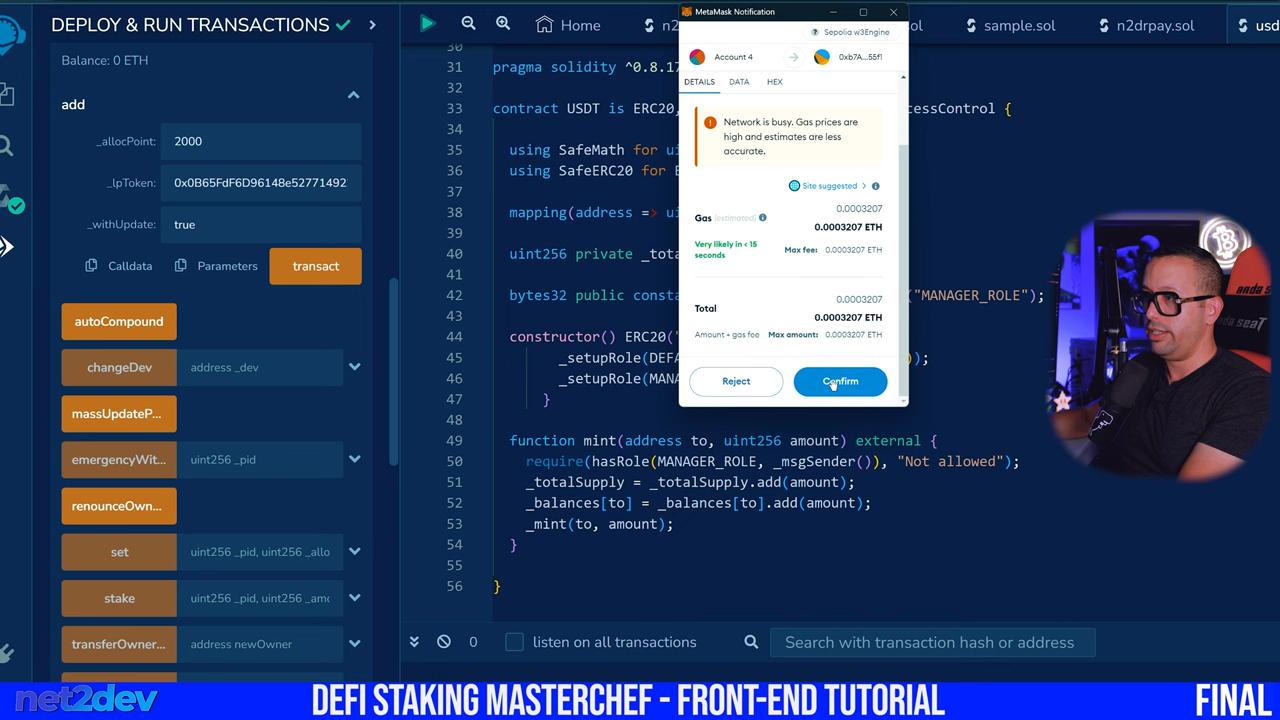 DEPLOY & RUN TRANSACTIONS
Balance: 0 ETH
add
_allocPoint: 2000
_lpToken: 0x0B65FdF6D96148e52771492
_withUpdate: true
Calldata Parameters transact
autoCompound
changeDev address _dev
massUpdateP...
emergencyWit... uint256 _pid
renounceOwn...
set uint256 _pid, uint256 _allo
stake uint256 _pid, uint256 _amo
transferOwner... address newOwner
Home
sample.sol
n2drpay.sol
usd
30
31 pragma solidity ^0.8.17
32
33 contract USDT is ERC20, cessControl {
34
35 using SafeMath for
36 using SafeERC20 for
37
38 mapping(address =>
39
40 uint256 private _tota
41
42 bytes32 public consta ("MANAGER_ROLE");
43
44 constructor() ERC20("
45 _setupRole(DEFA );
46 _setupRole(MANA
47 }
48
49 function mint(address to, uint256 amount) external {
50 require(hasRole(MANAGER_ROLE, _msgSender()), "Not allowed");
51 _totalSupply = _totalSupply.add(amount);
52 _balances[to] = _balances[to].add(amount);
53 _mint(to, amount);
54 }
55
56 }
0 listen on all transactions Search with transaction hash or address
MetaMask Notification
Sepolia w3Engine
Account 4 0xb7A...55f1
DETAILS DATA HEX
Network is busy. Gas prices are
high and estimates are less
accurate.
Site suggested
0.0003207
Gas (estimated) 0.0003207 ETH
Very likely in < 15
seconds
Max fee: 0.0003207 ETH
0.0003207
Total 0.0003207 ETH
Amount + gas fee Max amount: 0.0003207 ETH
Reject Confirm
net2dev DEFI STAKING MASTERCHEF - FRONT-END TUTORIAL FINAL